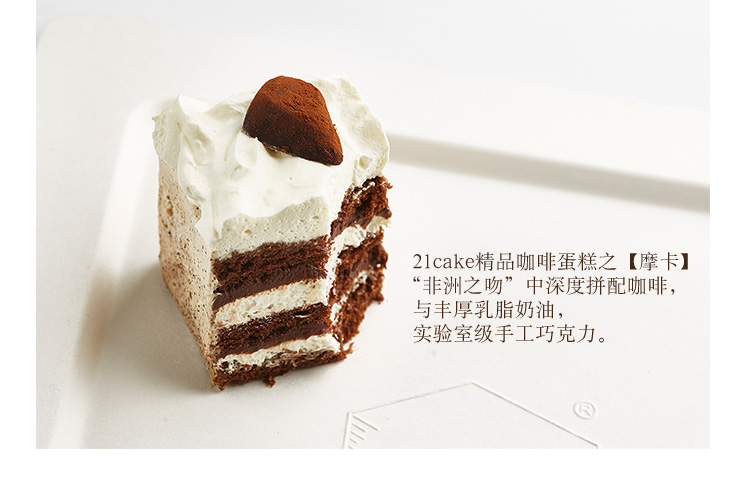 21cake精品咖啡蛋糕之【摩卡】
“非洲之吻”中深度拼配咖啡，
与丰厚乳脂奶油，
实验室级手工巧克力。
®